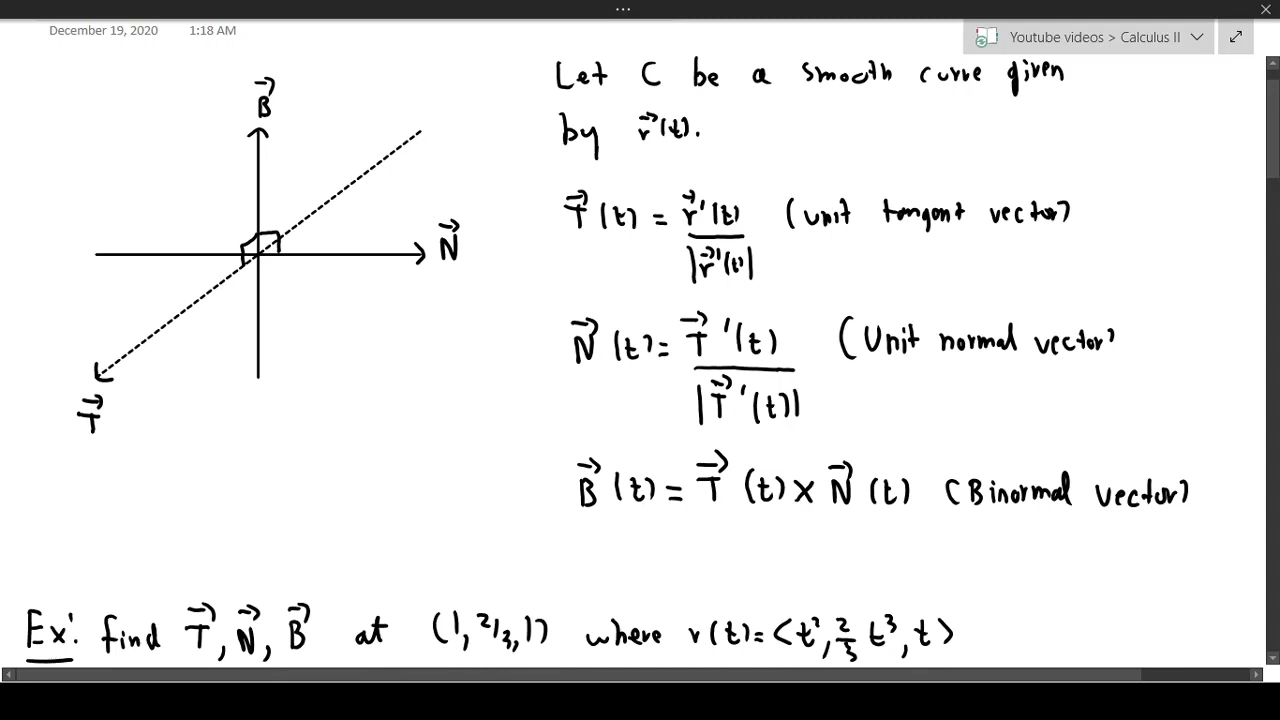 December 19, 2020 1:18 AM
Youtube videos > Calculus II
Let C be a smooth curve given
by r⃗(t).
T⃗(t) = r⃗'(t) / |r⃗'(t)| (unit tangent vector)
N⃗(t) = T⃗'(t) / |T⃗'(t)| (Unit normal vector)
B⃗(t) = T⃗(t) × N⃗(t) (Binormal vector)
B⃗
N⃗
T⃗
Ex: find T⃗, N⃗, B⃗ at (1, 2/3, 1) where r(t) = <t², 2/3 t³, t>